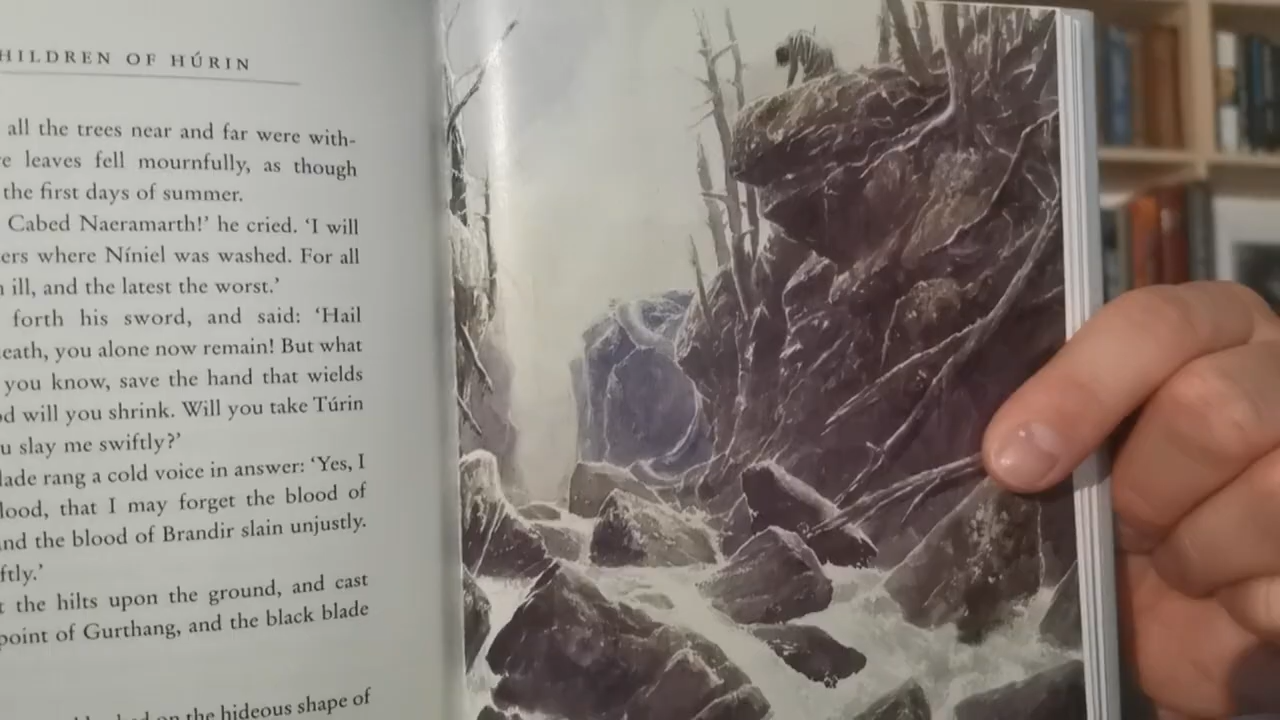 HILDREN OF HÚRIN
all the trees near and far were with-
e leaves fell mournfully, as though
the first days of summer.
Cabed Naeramarth!’ he cried. ‘I will
ers where Níniel was washed. For all
ill, and the latest the worst.’
forth his sword, and said: ‘Hail
eath, you alone now remain! But what
you know, save the hand that wields
d will you shrink. Will you take Túrin
u slay me swiftly?’
lade rang a cold voice in answer: ‘Yes, I
lood, that I may forget the blood of
nd the blood of Brandir slain unjustly.
ftly.’
t the hilts upon the ground, and cast
point of Gurthang, and the black blade
on the hideous shape of